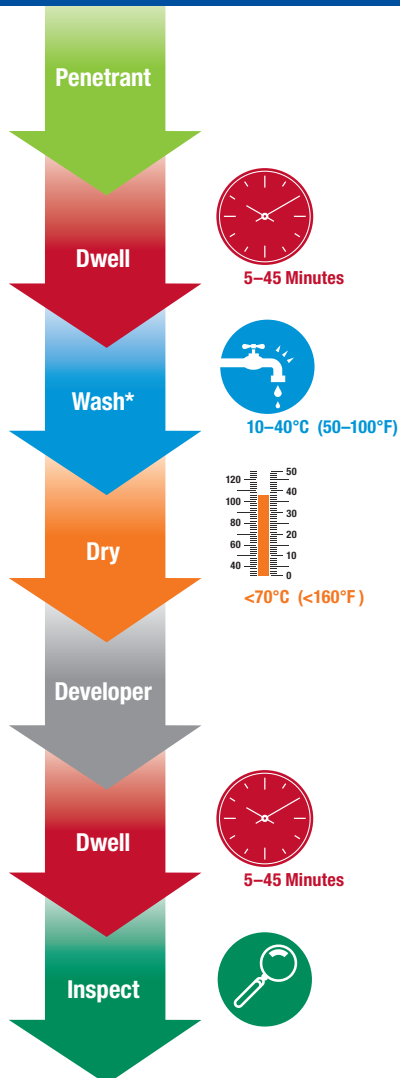 Penetrant
Dwell
5–45 Minutes
Wash*
10–40°C (50–100°F)
120
100
80
60
40
50
40
30
20
10
0
Dry
<70°C (<160°F )
Developer
Dwell
5–45 Minutes
Inspect